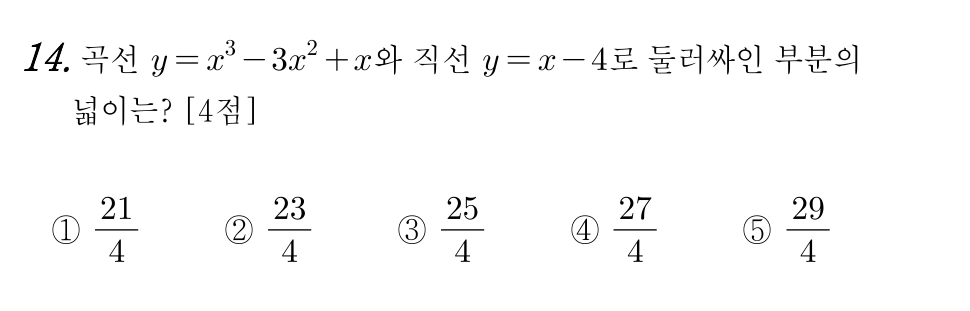 14. 곡선 y=x³-3x²+x와 직선 y=x-4로 둘러싸인 부분의
넓이는? [4점]
① 21/4 ② 23/4 ③ 25/4 ④ 27/4 ⑤ 29/4